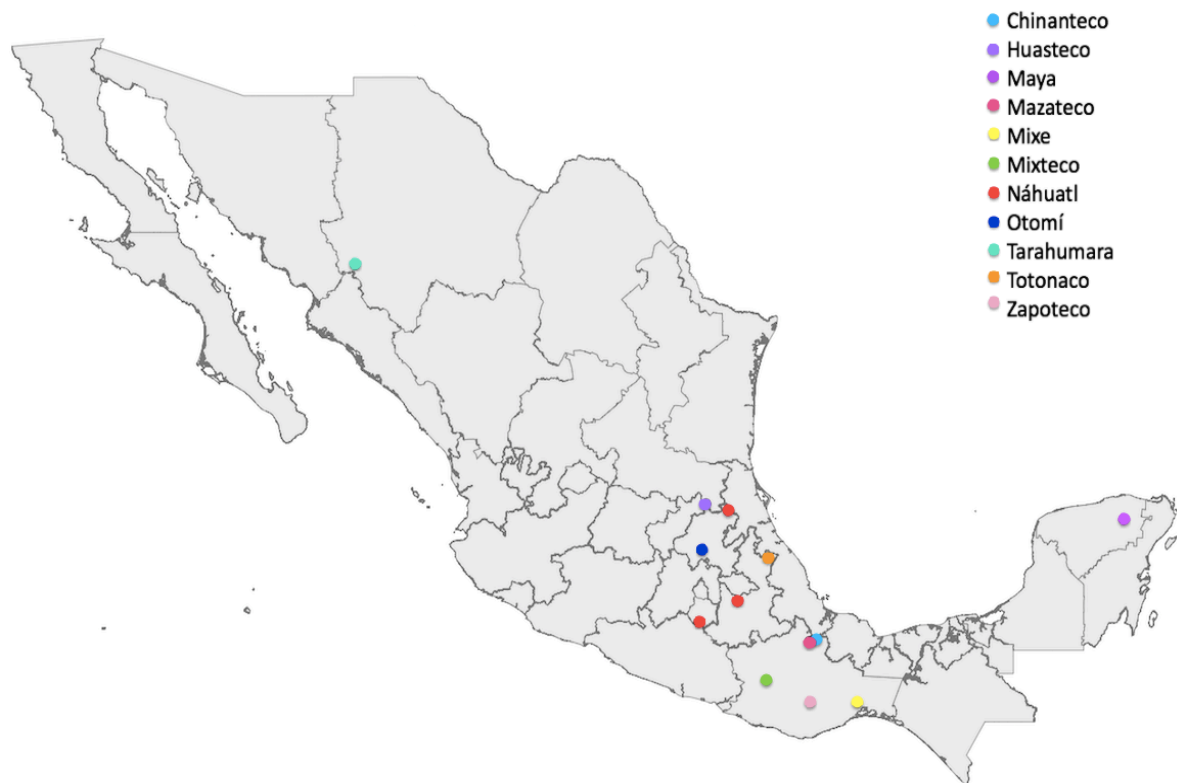 Chinanteco
Huasteco
Maya
Mazateco
Mixe
Mixteco
Náhuatl
Otomí
Tarahumara
Totonaco
Zapoteco